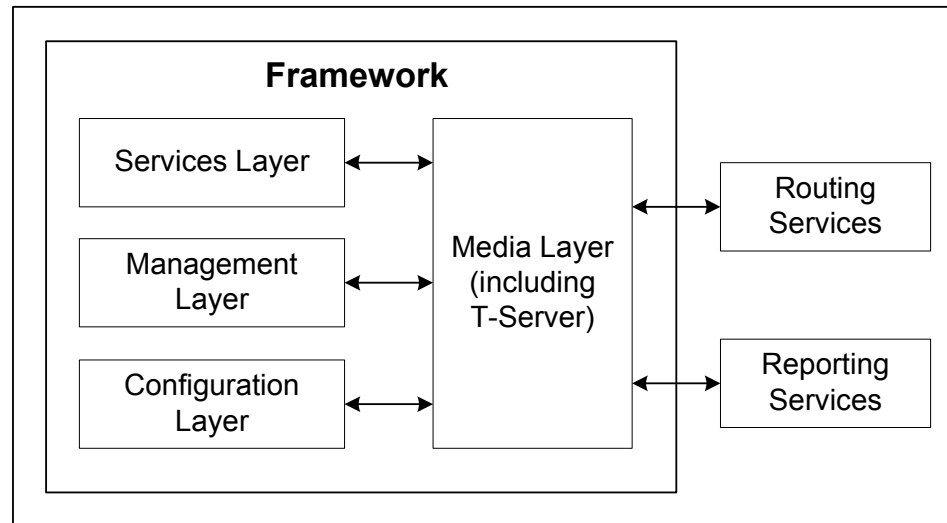 Framework
Services Layer
Management
Layer
Configuration
Layer
Media Layer
(including
T-Server)
Routing
Services
Reporting
Services